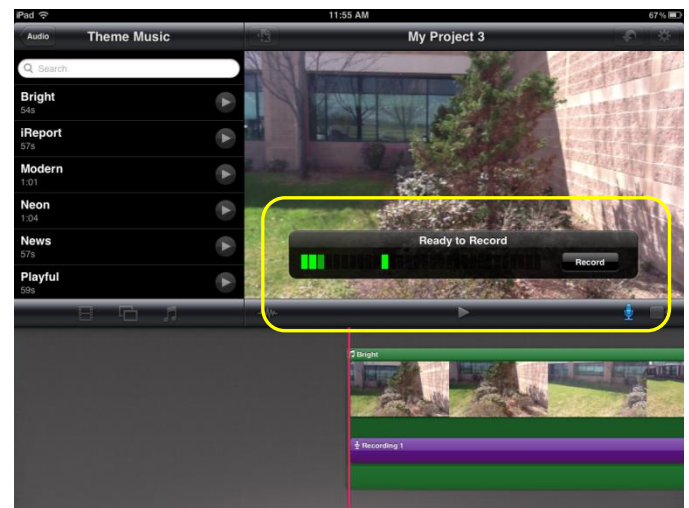 iPad 11:55 AM 67%
Audio Theme Music My Project 3
Search
Bright
54s
iReport
57s
Modern
1:01
Neon
1:04
News
57s
Playful
59s
Ready to Record
Record
Bright
Recording 1